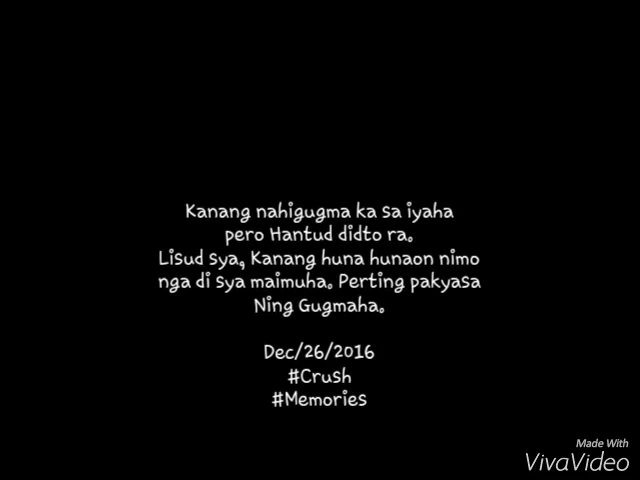 Kanang nahigugma ka sa iyaha
pero Hantud didto ra.
Lisud sya, Kanang huna hunaon nimo
nga di sya maimuha. Perting pakyasa
Ning Gugmaha.
Dec/26/2016
#Crush
#Memories
Made With
VivaVideo